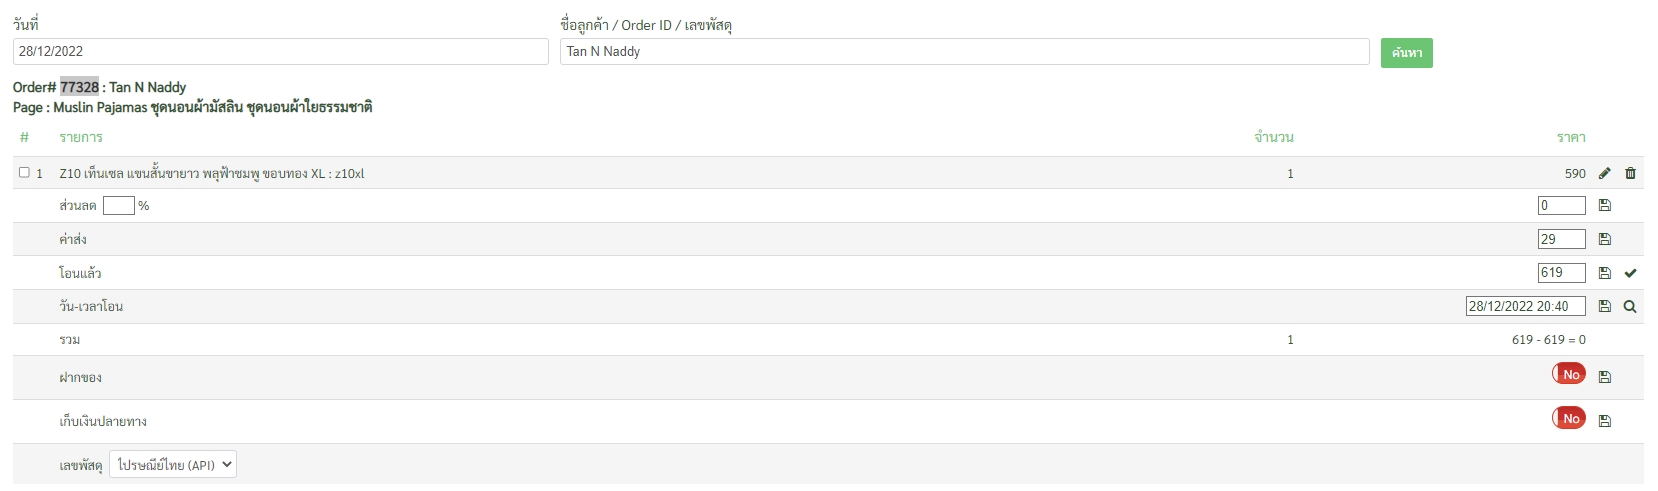 วันที่ ชื่อลูกค้า / Order ID / เลขพัสดุ
28/12/2022 Tan N Naddy ค้นหา
Order# 77328 : Tan N Naddy
Page : Muslin Pajamas ชุดนอนผ้ามัสลิน ชุดนอนผ้าใยธรรมชาติ
# รายการ จำนวน ราคา
1 Z10 เท็นเซล แขนสั้นขายาว พลุฟ้าชมพู ขอบทอง XL : z10xl 1 590
ส่วนลด % 0
ค่าส่ง 29
โอนแล้ว 619
วัน-เวลาโอน 28/12/2022 20:40
รวม 1 619 - 619 = 0
ฝากของ No
เก็บเงินปลายทาง No
เลขพัสดุ ไปรษณีย์ไทย (API)